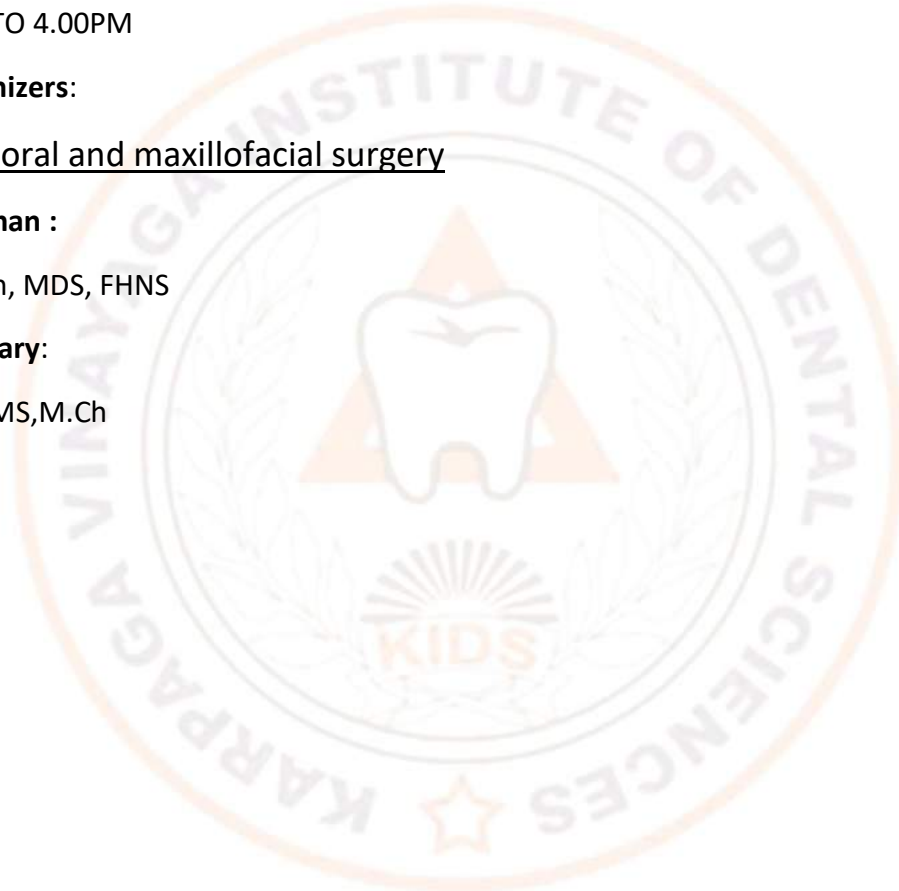 TO 4.00PM
nizers:
oral and maxillofacial surgery
nan :
n, MDS, FHNS
ary:
MS,M.Ch
KARPAGA VINAYAGA INSTITUTE OF DENTAL SCIENCES
KIDS